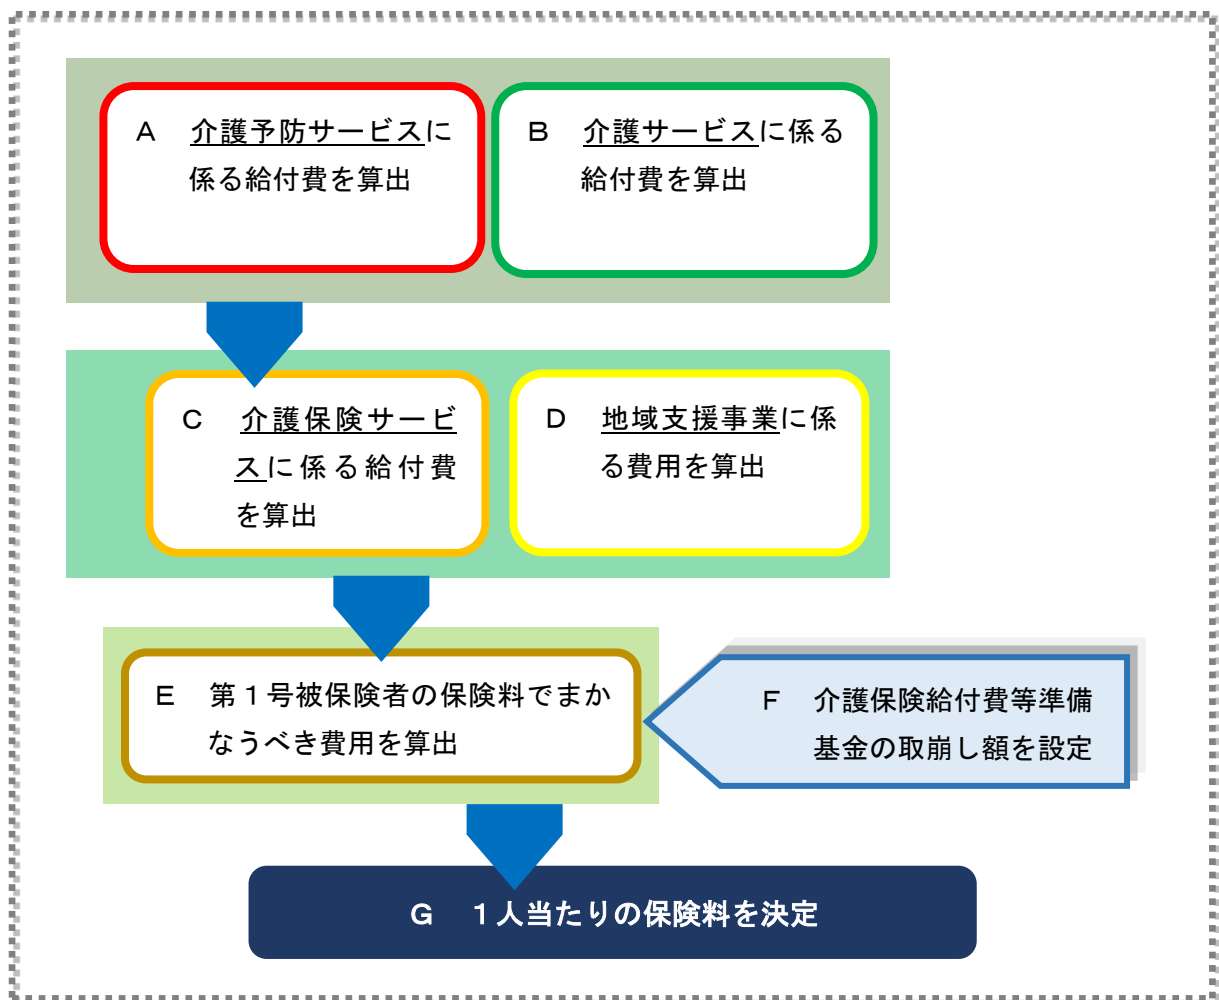 A　介護予防サービスに
係る給付費を算出
B　介護サービスに係る
給付費を算出
C　介護保険サービ
スに係る給付費
を算出
D　地域支援事業に係
る費用を算出
E　第１号被保険者の保険料でまか
なうべき費用を算出
F　介護保険給付費等準備
基金の取崩し額を設定
G　１人当たりの保険料を決定